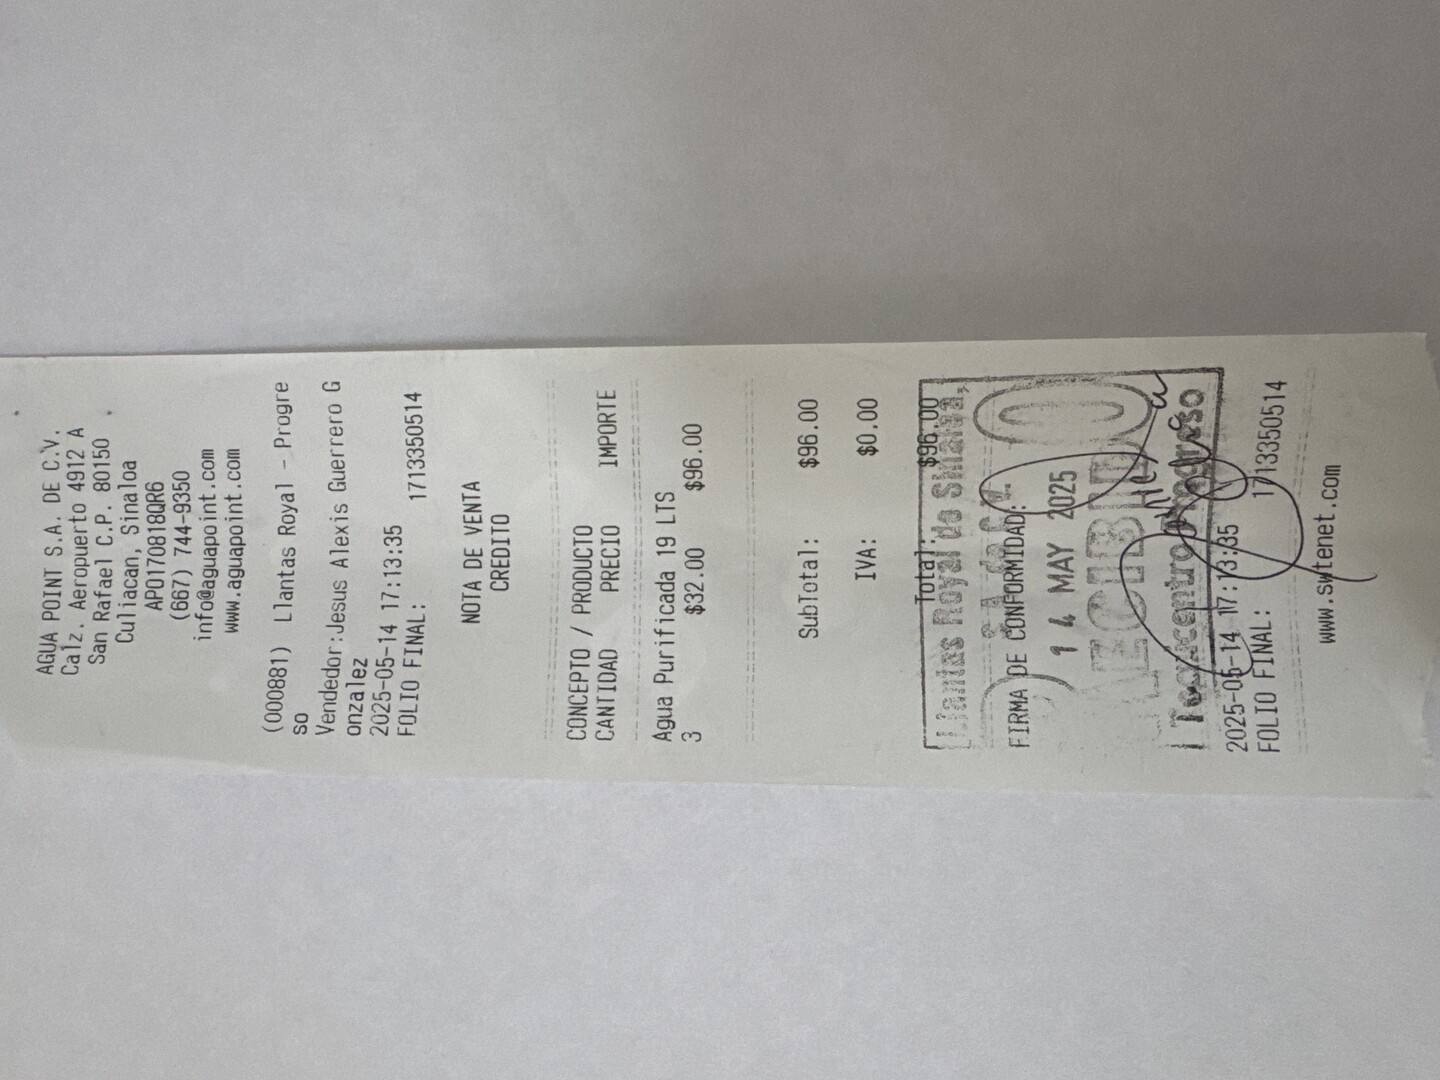 AGUA POINT S.A. DE C.V.
Calz. Aeropuerto 4912 A
San Rafael C.P. 80150
Culiacan, Sinaloa
APO170818QR6
(667) 744-9350
info@aguapoint.com
www.aguapoint.com
(000881) Llantas Royal - Progre
so
Vendedor:Jesus Alexis Guerrero G
onzalez
2025-05-14 17:13:35
FOLIO FINAL: 1713350514
NOTA DE VENTA
CREDITO
CONCEPTO / PRODUCTO
CANTIDAD PRECIO IMPORTE
Agua Purificada 19 LTS
3 $32.00 $96.00
SubTotal: $96.00
IVA: $0.00
Total: $96.00
Llantas Royal de Sinaloa,
S.A. de C.V.
FIRMA DE CONFORMIDAD:
14 MAY 2025
RECIBIDO
Tecnicentro Progreso
2025-05-14 17:13:35
FOLIO FINAL: 1713350514
www.swtenet.com